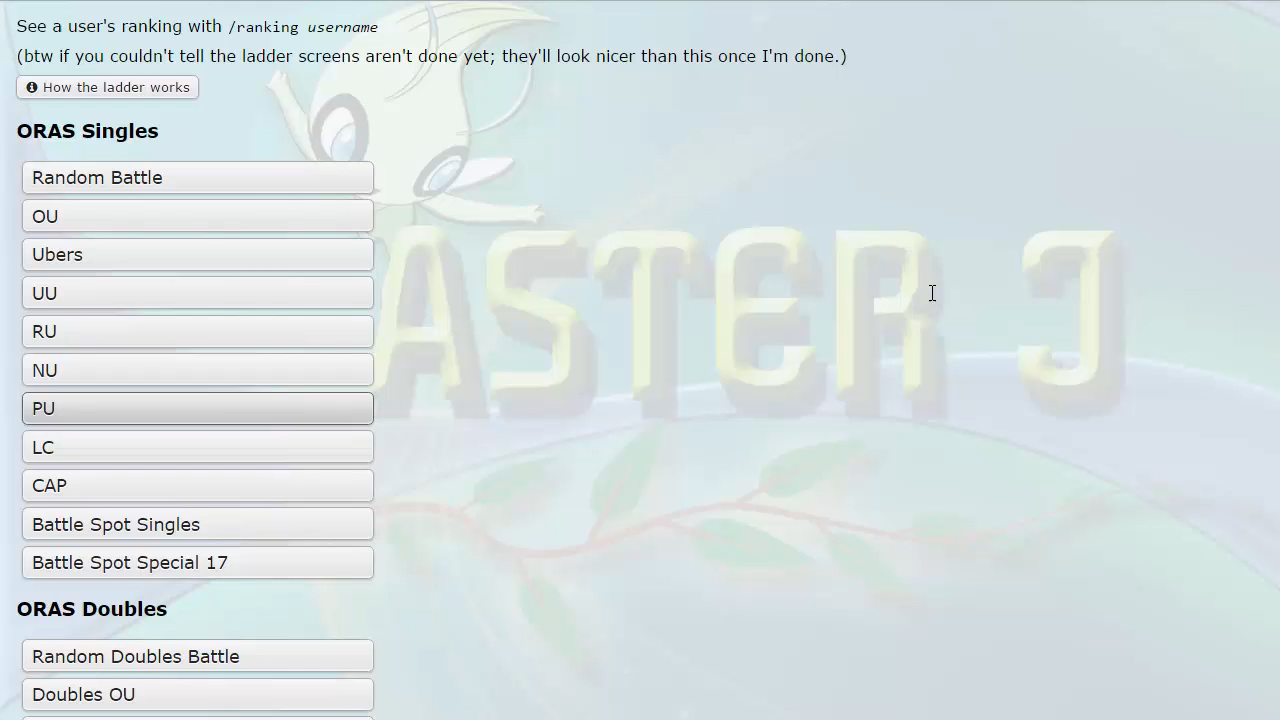 See a user's ranking with /ranking username
(btw if you couldn't tell the ladder screens aren't done yet; they'll look nicer than this once I'm done.)
How the ladder works
ORAS Singles
Random Battle
OU
Ubers
UU
RU
NU
PU
LC
CAP
Battle Spot Singles
Battle Spot Special 17
ASTER J
ORAS Doubles
Random Doubles Battle
Doubles OU